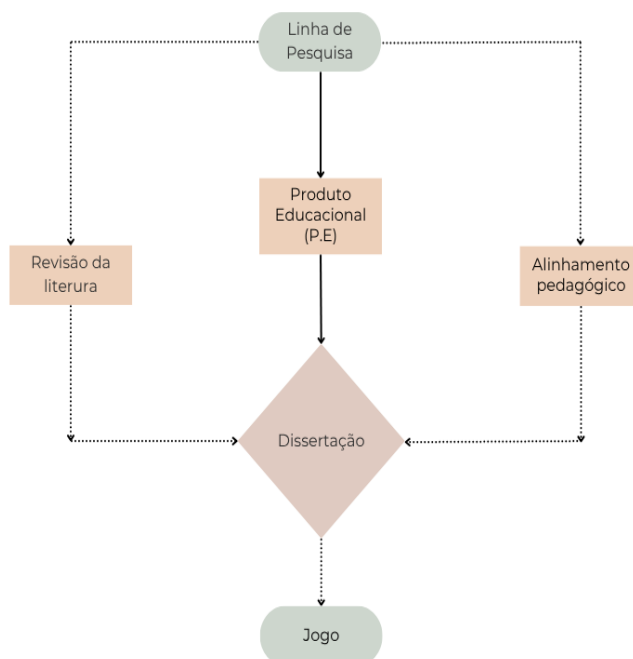 Linha de
Pesquisa
Produto
Educacional
(P.E)
Revisão da
literura
Alinhamento
pedagógico
Dissertação
Jogo